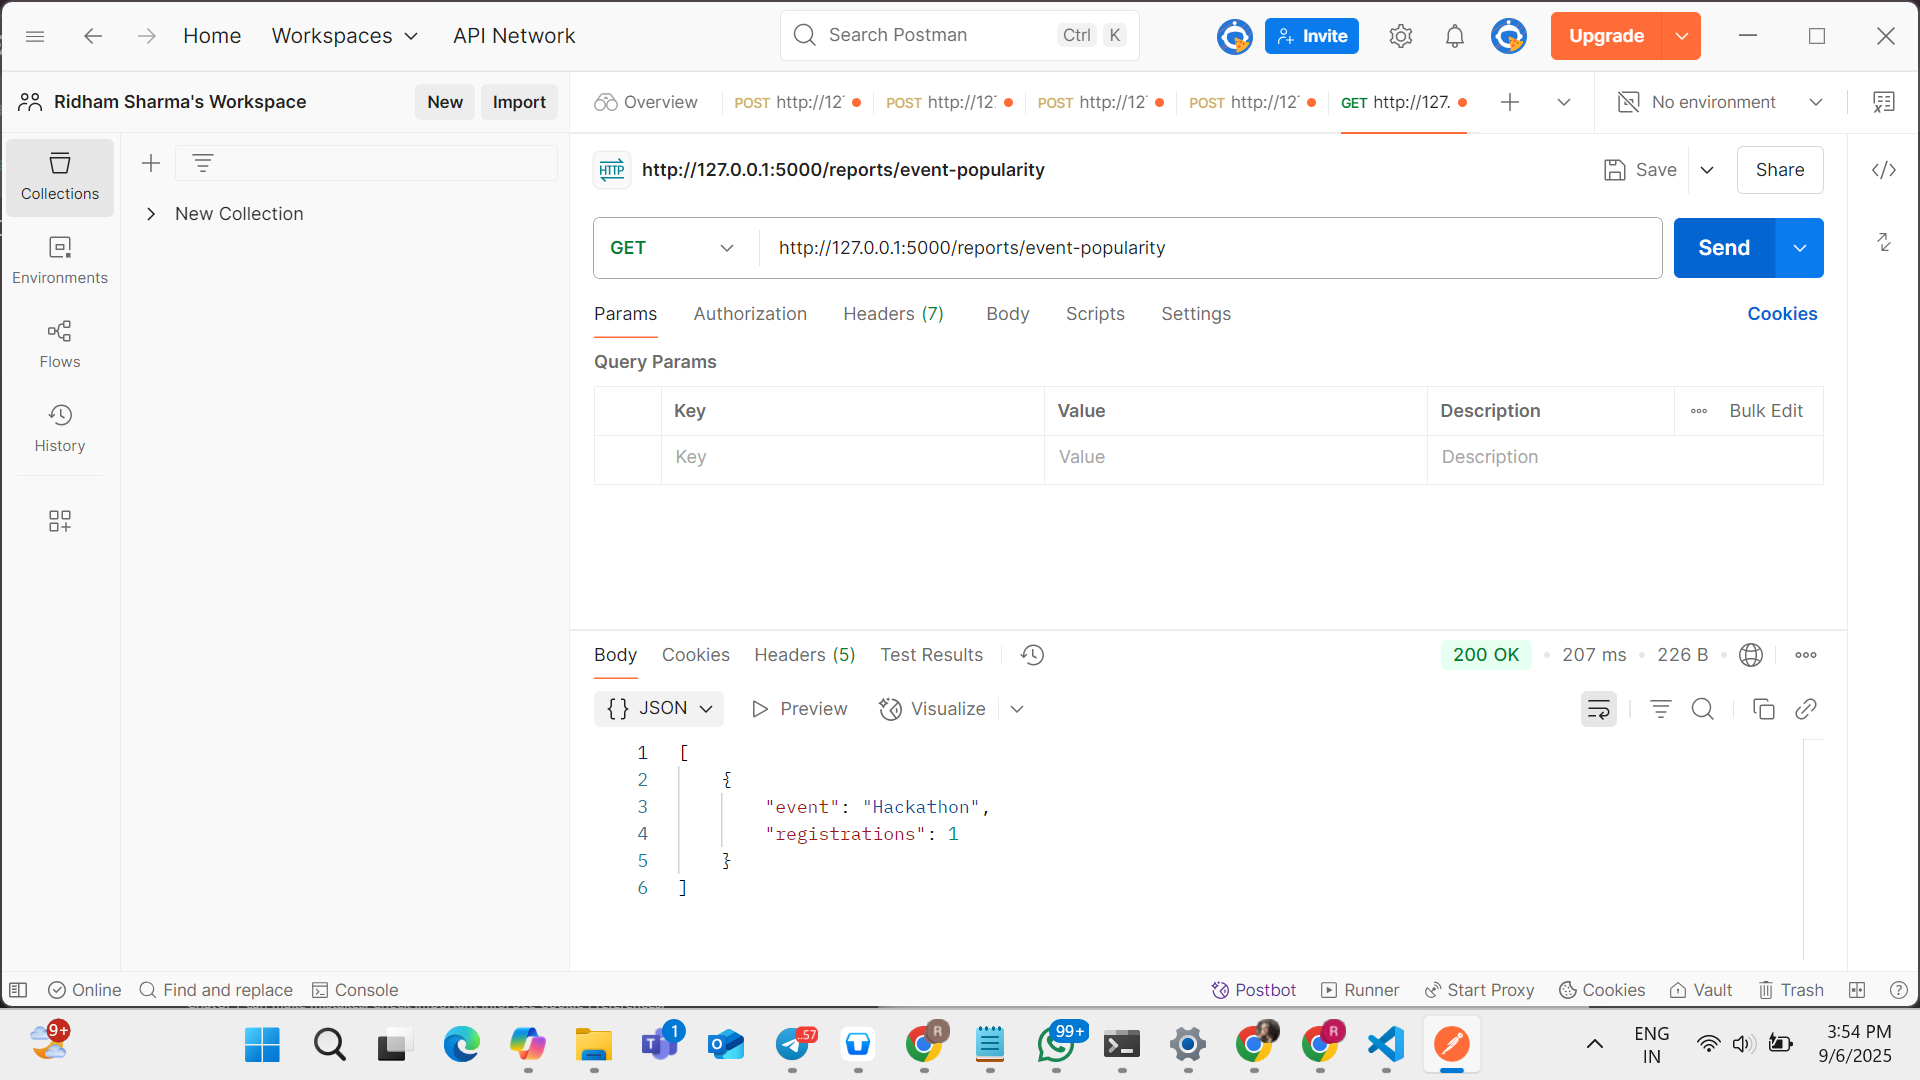 Home Workspaces API Network Search Postman Ctrl K Invite Upgrade
Ridham Sharma's Workspace New Import Overview POST http://12 POST http://12 POST http://12 POST http://12 GET http://127. No environment
Collections
Environments
Flows
History
New Collection
HTTP http://127.0.0.1:5000/reports/event-popularity Save Share
GET http://127.0.0.1:5000/reports/event-popularity Send
Params Authorization Headers (7) Body Scripts Settings Cookies
Query Params
Key Value Description Bulk Edit
Key Value Description
Body Cookies Headers (5) Test Results 200 OK 207 ms 226 B
{} JSON Preview Visualize
1 [
2 {
3 "event": "Hackathon",
4 "registrations": 1
5 }
6 ]
Online Find and replace Console Postbot Runner Start Proxy Cookies Vault Trash
9+ 1 ..57 R 99+ R ENG 3:54 PM
IN 9/6/2025